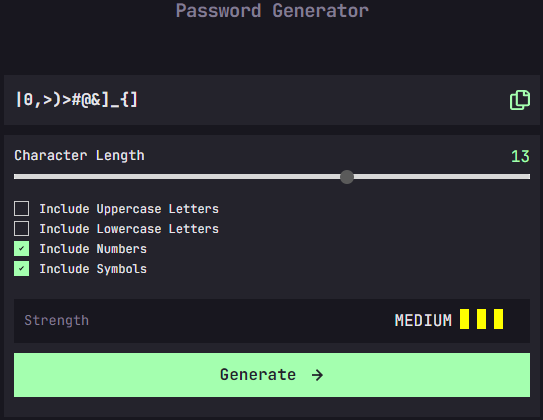 Password Generator
|0,>)>#@&]_{]
Character Length
13
Include Uppercase Letters
Include Lowercase Letters
Include Numbers
Include Symbols
Strength
MEDIUM
Generate →